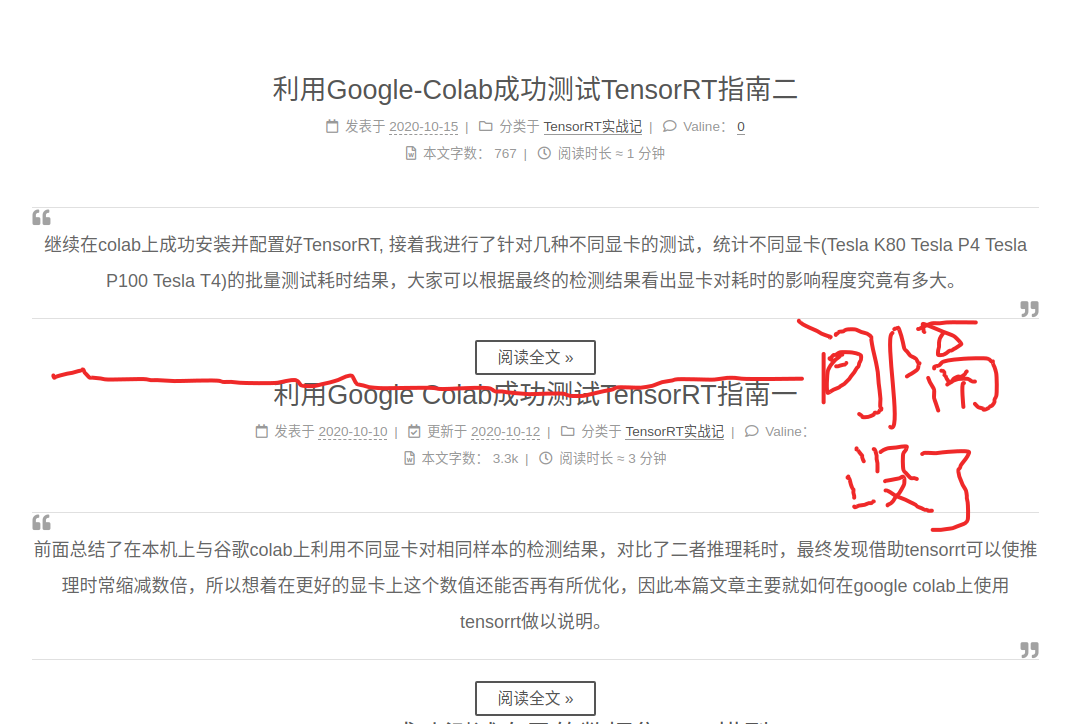 利用Google-Colab成功测试TensorRT指南二
发表于 2020-10-15 | 分类于 TensorRT实战记 | Valine: 0
本文字数: 767 | 阅读时长 ≈ 1 分钟
继续在colab上成功安装并配置好TensorRT, 接着我进行了针对几种不同显卡的测试，统计不同显卡(Tesla K80 Tesla P4 Tesla
P100 Tesla T4)的批量测试耗时结果，大家可以根据最终的检测结果看出显卡对耗时的影响程度究竟有多大。
阅读全文 »
间隔
没了
利用Google Colab成功测试TensorRT指南一
发表于 2020-10-10 | 更新于 2020-10-12 | 分类于 TensorRT实战记 | Valine:
本文字数: 3.3k | 阅读时长 ≈ 3 分钟
前面总结了在本机上与谷歌colab上利用不同显卡对相同样本的检测结果，对比了二者推理耗时，最终发现借助tensorrt可以使推
理时常缩减数倍，所以想着在更好的显卡上这个数值还能否再有所优化，因此本篇文章主要就如何在google colab上使用
tensorrt做以说明。
阅读全文 »